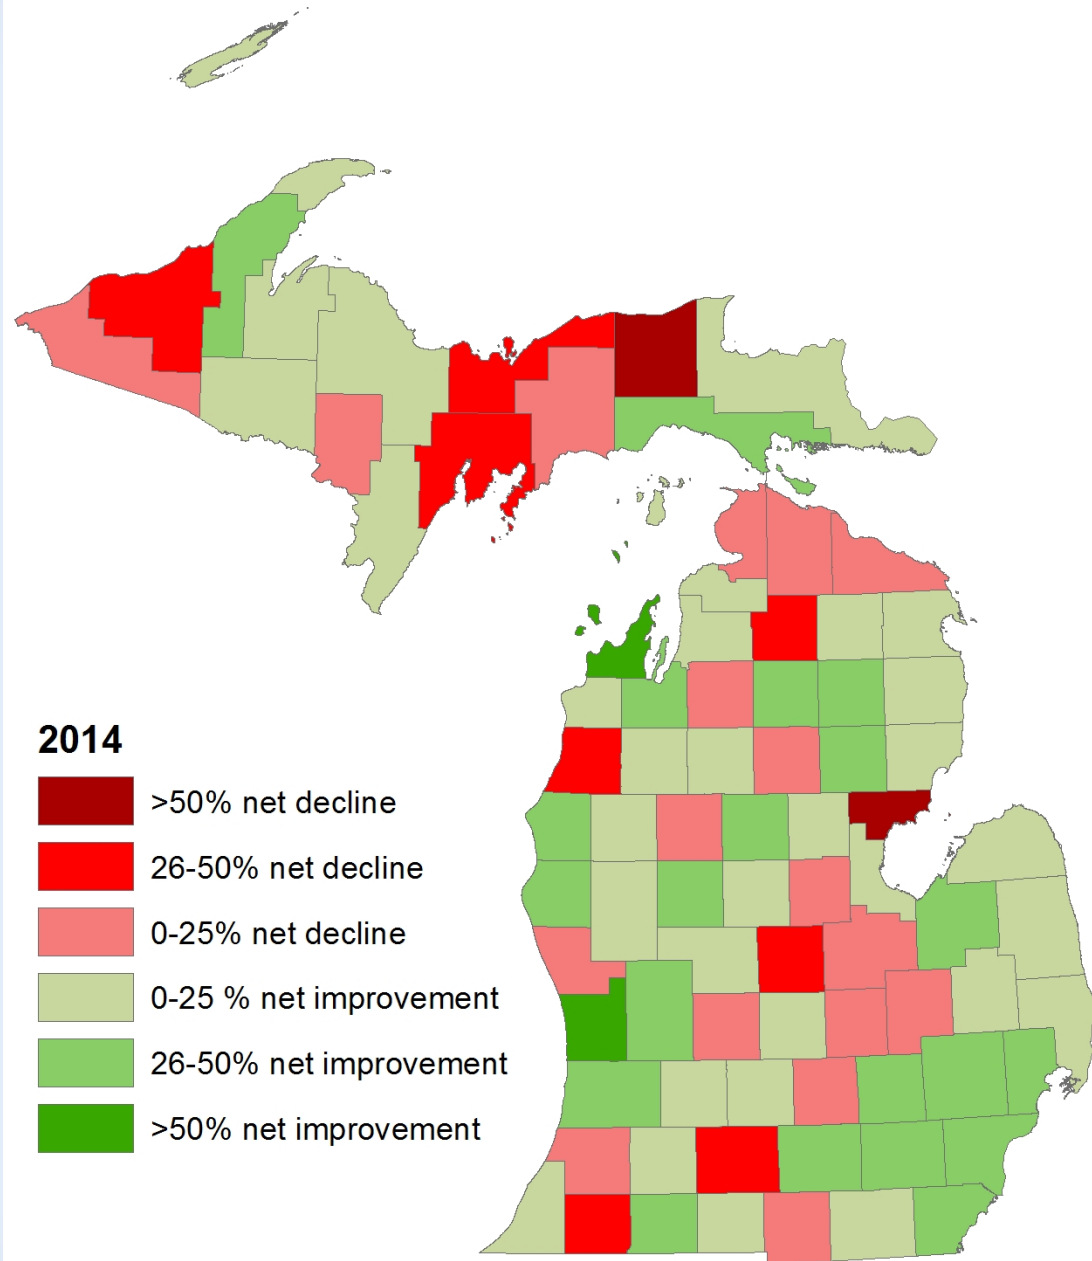 2014
>50% net decline
26-50% net decline
0-25% net decline
0-25 % net improvement
26-50% net improvement
>50% net improvement